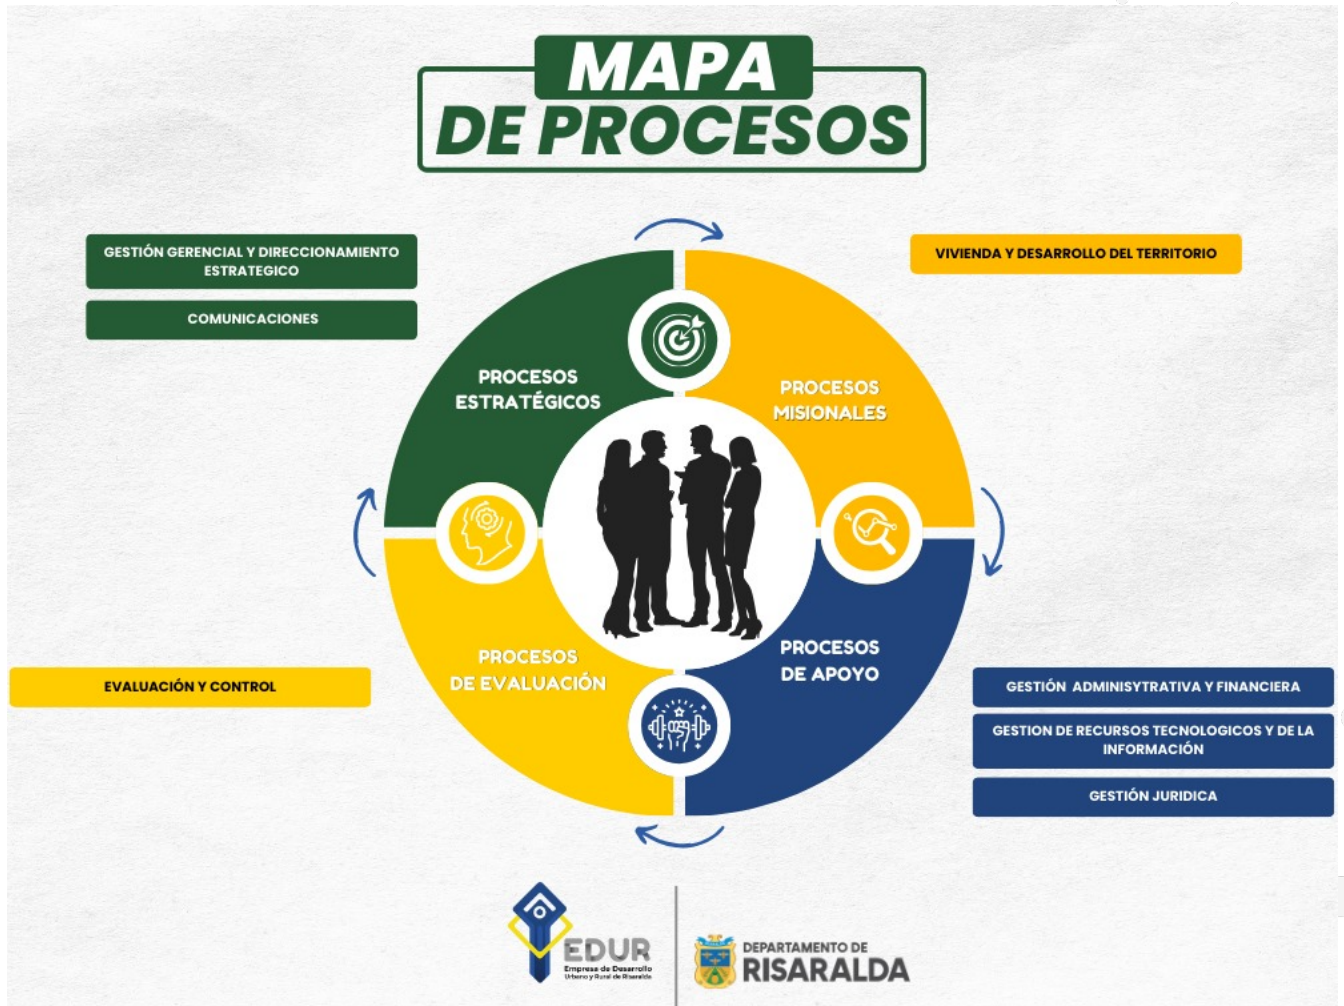 MAPA
DE PROCESOS
GESTIÓN GERENCIAL Y DIRECCIONAMIENTO
ESTRATEGICO
COMUNICACIONES
VIVIENDA Y DESARROLLO DEL TERRITORIO
PROCESOS
ESTRATÉGICOS
PROCESOS
MISIONALES
PROCESOS
DE EVALUACIÓN
PROCESOS
DE APOYO
EVALUACIÓN Y CONTROL
GESTIÓN ADMINISYTRATIVA Y FINANCIERA
GESTION DE RECURSOS TECNOLOGICOS Y DE LA
INFORMACIÓN
GESTIÓN JURIDICA
EDUR
Empresa de Desarrollo
Urbano y Rural de Risaralda
DEPARTAMENTO DE
RISARALDA